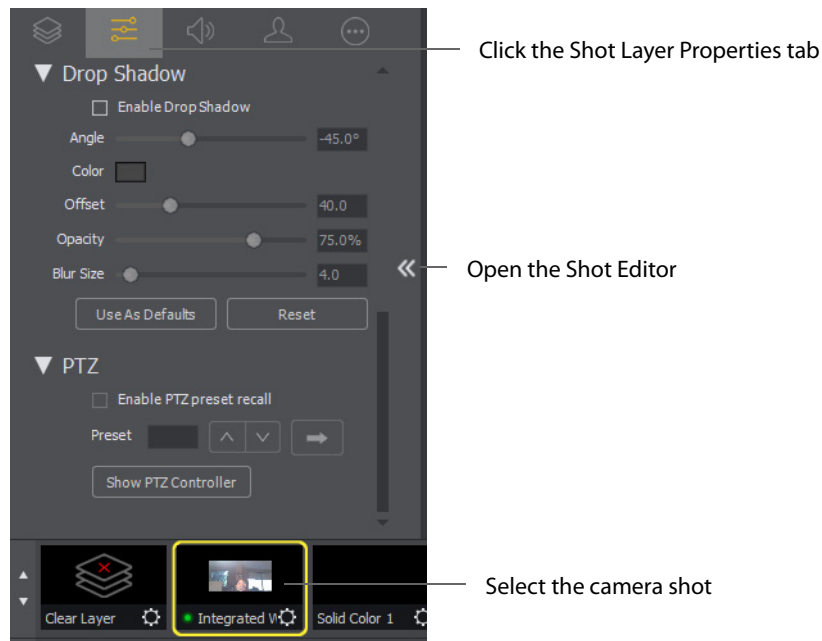 Click the Shot Layer Properties tab
Drop Shadow
Enable Drop Shadow
Angle -45.0°
Color
Offset 40.0
Opacity 75.0%
Blur Size 4.0
Open the Shot Editor
Use As Defaults Reset
PTZ
Enable PTZ preset recall
Preset
Show PTZ Controller
Select the camera shot
Clear Layer Integrated Solid Color 1